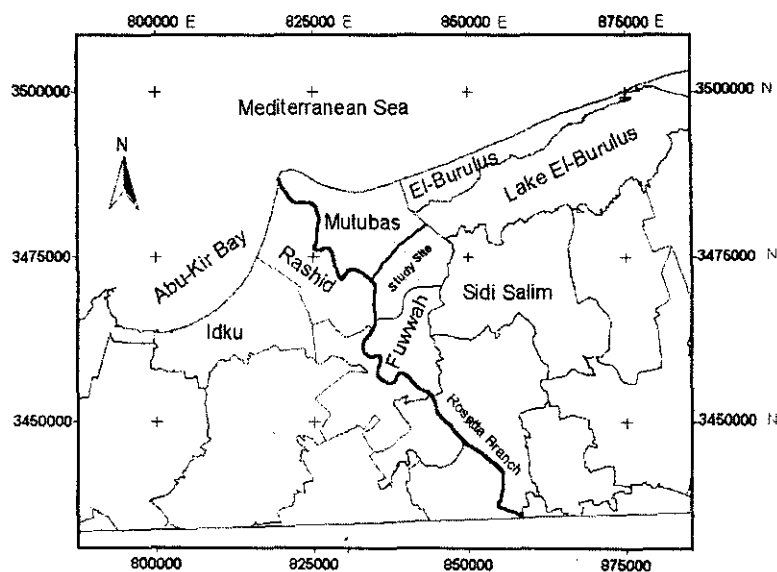 800000 E 825000 E 850000 E 875000 E
3500000 3500000 N
Mediterranean Sea
N
El-Burulus
Lake El-Burulus
Mutubas
3475000 3475000 N
Abu-Kir Bay
Rashid
Study Site
Sidi Salim
Idku
Fuwwah
3450000 3450000 N
Rosetta Branch
800000 825000 850000 875000